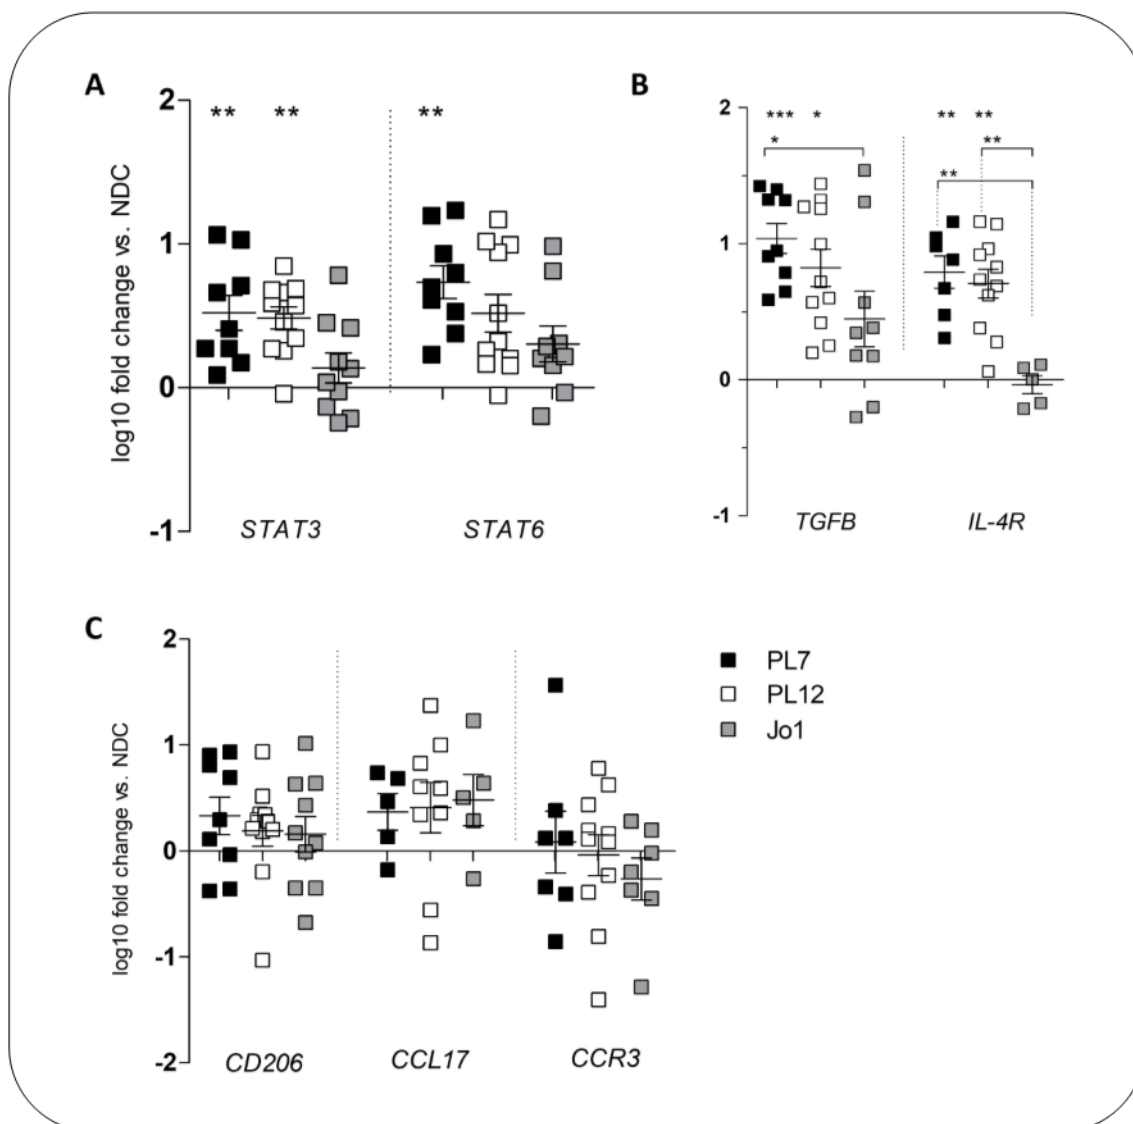 A
log10 fold change vs. NDC
2
1
0
-1
** ** **
STAT3 STAT6
B
2
1
0
-1
*** * ** **
* **
**
TGFB IL-4R
C
log10 fold change vs. NDC
2
1
0
-1
-2
CD206 CCL17 CCR3
PL7
PL12
Jo1